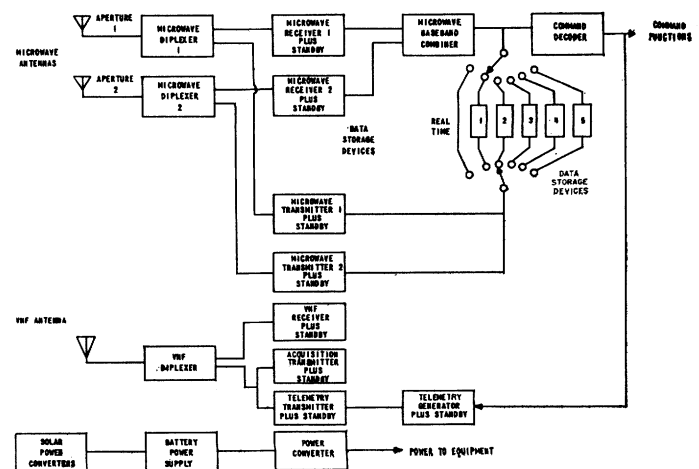 APERTURE
1
MICROWAVE
DIPLEXER
1
MICROWAVE
RECEIVER 1
PLUS
STANDBY
MICROWAVE
BASEBAND
COMBINER
COMMAND
DECODER
COMMAND
FUNCTIONS
MICROWAVE
ANTENNAS
APERTURE
2
MICROWAVE
DIPLEXER
2
MICROWAVE
RECEIVER 2
PLUS
STANDBY
DATA
STORAGE
DEVICES
REAL
TIME
1
2
3
4
5
DATA
STORAGE
DEVICES
MICROWAVE
TRANSMITTER 1
PLUS
STANDBY
MICROWAVE
TRANSMITTER 2
PLUS
STANDBY
VHF ANTENNA
VHF
DIPLEXER
VHF
RECEIVER
PLUS
STANDBY
ACQUISITION
TRANSMITTER
PLUS
STANDBY
TELEMETRY
TRANSMITTER
PLUS STANDBY
TELEMETRY
GENERATOR
PLUS STANDBY
SOLAR
POWER
CONVERTERS
BATTERY
POWER
SUPPLY
POWER
CONVERTER
POWER TO EQUIPMENT